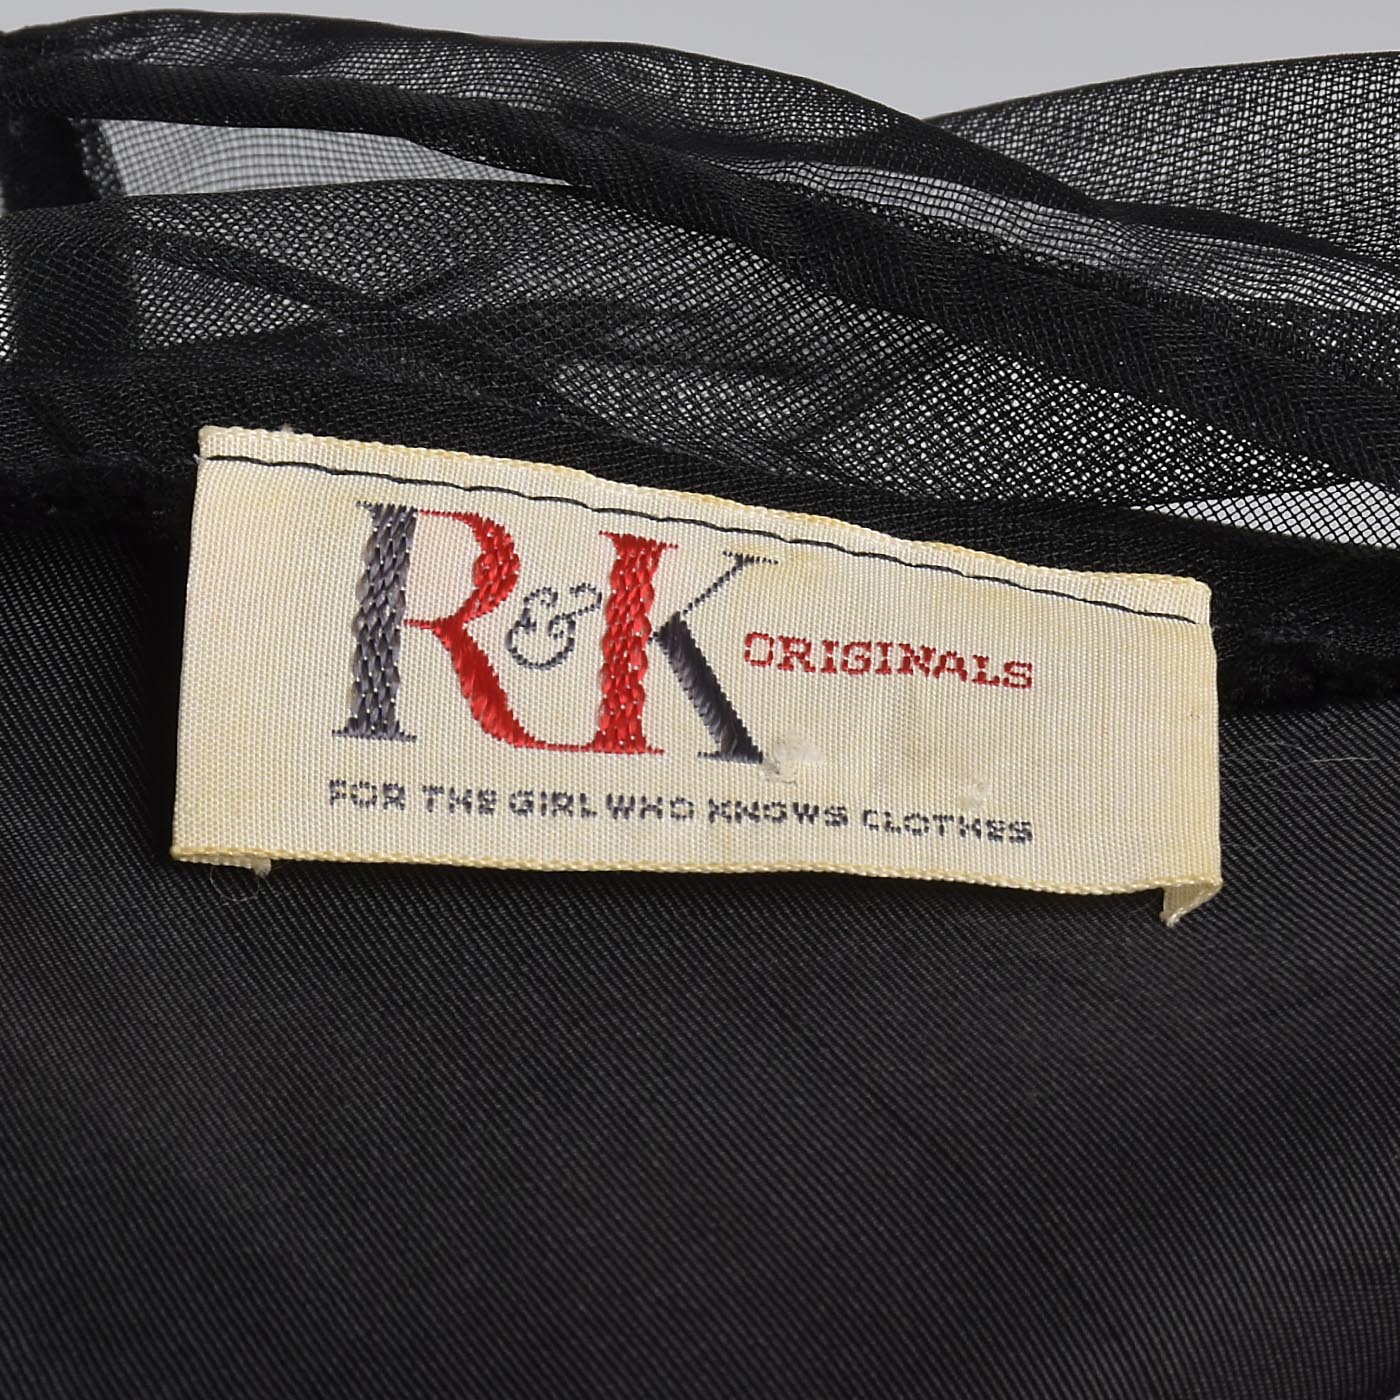 R&K ORIGINALS
FOR THE GIRL WHO KNOWS CLOTHES